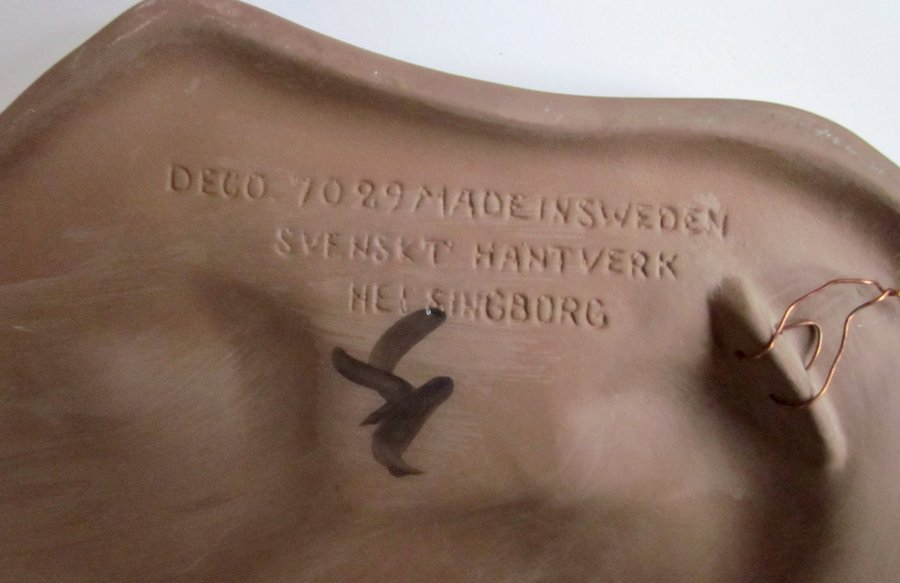 DECO 7029 MADE IN SWEDEN
SVENSKT HANTVERK
HELSINGBORG